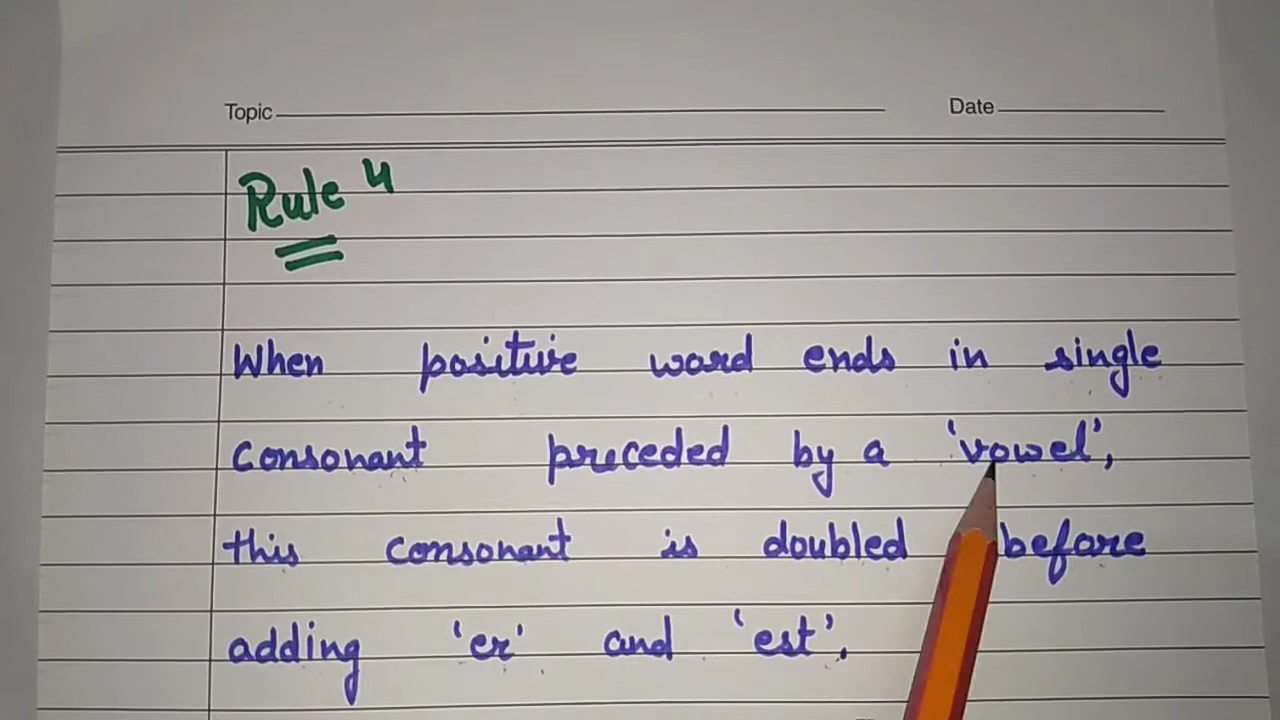 Topic Date
Rule 4
When positive word ends in single
consonant preceded by a 'vowel',
this consonant is doubled before
adding 'er' and 'est'.